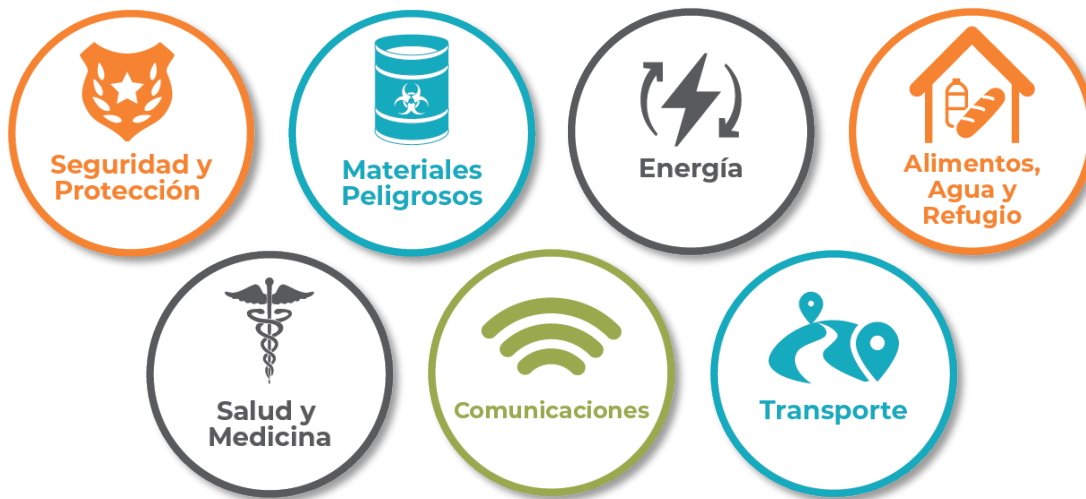 Seguridad y
Protección
Materiales
Peligrosos
Energía
Alimentos,
Agua y
Refugio
Salud y
Medicina
Comunicaciones
Transporte